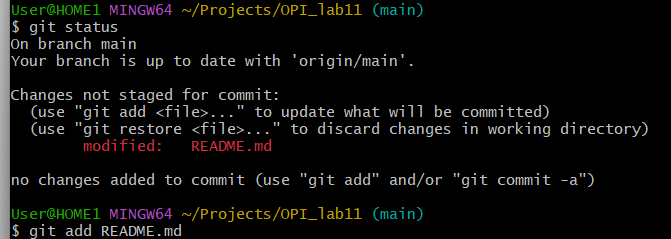 User@HOME1 MINGW64 ~/Projects/OPI_lab11 (main)
$ git status
On branch main
Your branch is up to date with 'origin/main'.

Changes not staged for commit:
  (use "git add <file>..." to update what will be committed)
  (use "git restore <file>..." to discard changes in working directory)
        modified:   README.md

no changes added to commit (use "git add" and/or "git commit -a")

User@HOME1 MINGW64 ~/Projects/OPI_lab11 (main)
$ git add README.md